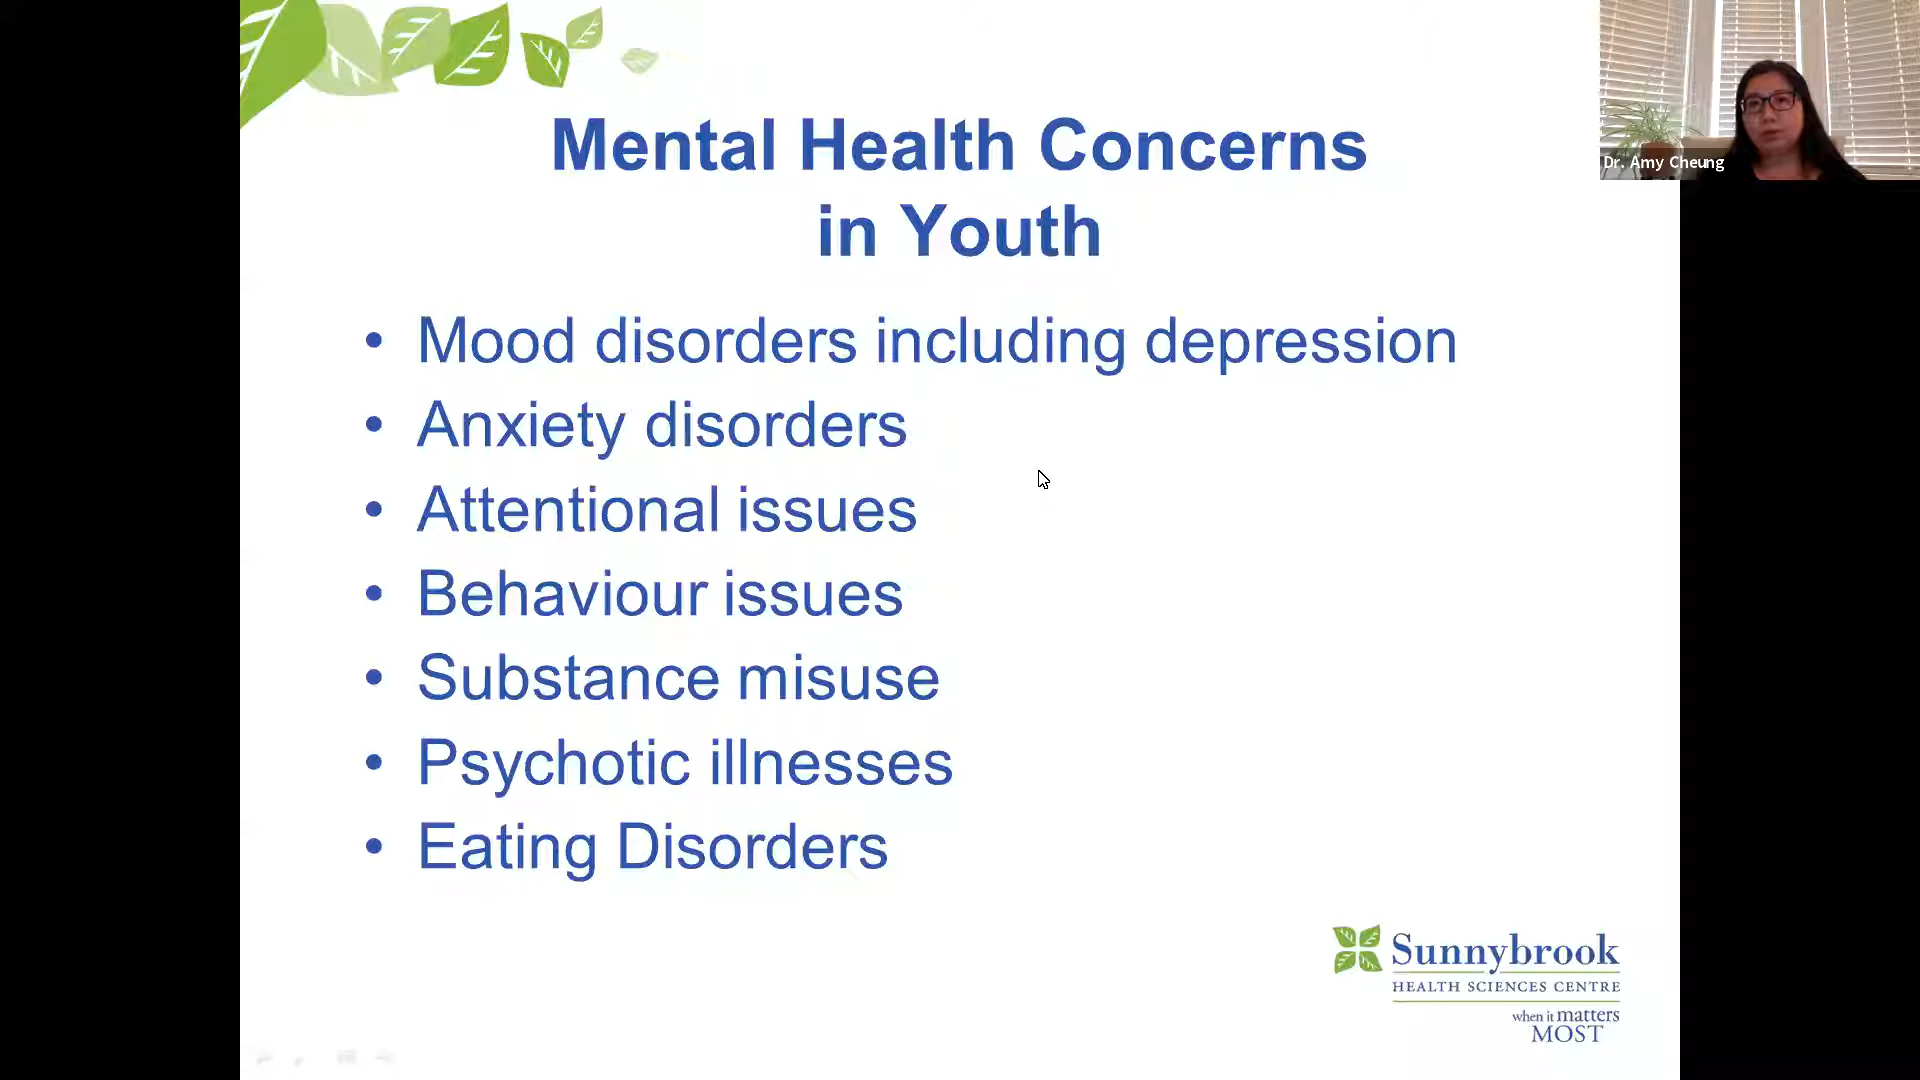 Mental Health Concerns
in Youth
• Mood disorders including depression
• Anxiety disorders
• Attentional issues
• Behaviour issues
• Substance misuse
• Psychotic illnesses
• Eating Disorders
Dr. Amy Cheung
Sunnybrook
HEALTH SCIENCES CENTRE
when it matters
MOST